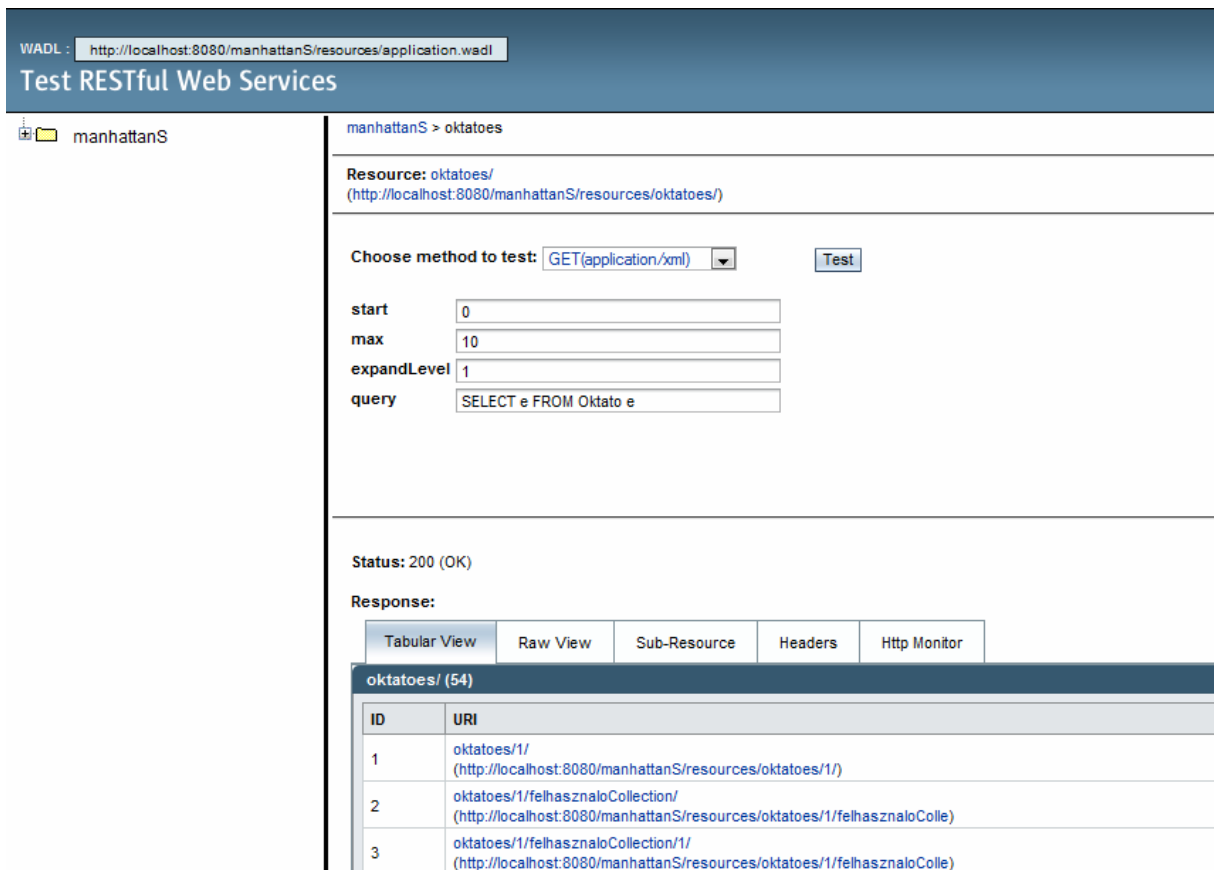 WADL : http://localhost:8080/manhattanS/resources/application.wadl
Test RESTful Web Services
manhattanS
manhattanS > oktatoes
Resource: oktatoes/
(http://localhost:8080/manhattanS/resources/oktatoes/)
Choose method to test: GET(application/xml) Test
start 0
max 10
expandLevel 1
query SELECT e FROM Oktato e
Status: 200 (OK)
Response:
Tabular View Raw View Sub-Resource Headers Http Monitor
oktatoes/ (54)
ID URI
1 oktatoes/1/
(http://localhost:8080/manhattanS/resources/oktatoes/1/)
2 oktatoes/1/felhasznaloCollection/
(http://localhost:8080/manhattanS/resources/oktatoes/1/felhasznaloColle)
3 oktatoes/1/felhasznaloCollection/1/
(http://localhost:8080/manhattanS/resources/oktatoes/1/felhasznaloColle)